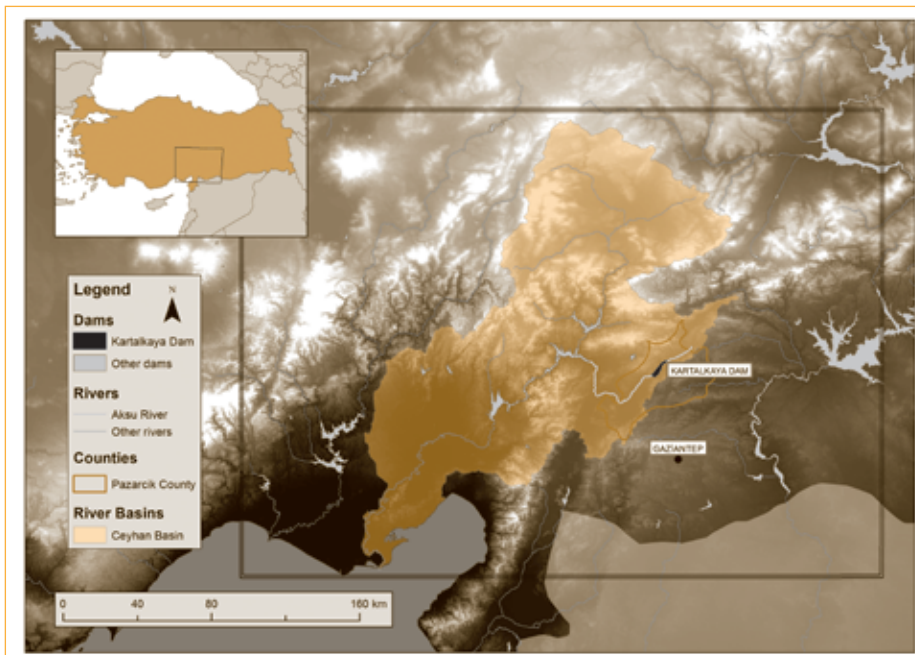 Legend
N
Dams
Kartalkaya Dam
Other dams
Rivers
Aksu River
Other rivers
Counties
Pazarcik County
River Basins
Ceyhan Basin
KARTALKAYA DAM
GAZIANTEP
0 40 80 160 km